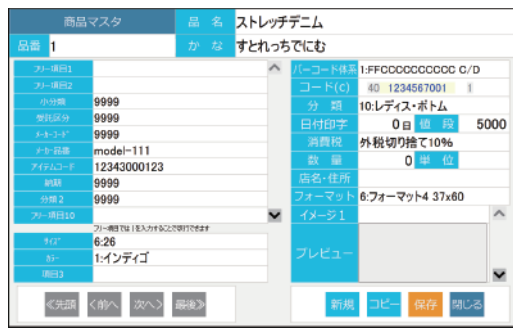 商品マスタ 品 名 ストレッチデニム
品番 1 か な すとれっちでにむ
フリー項目1
フリー項目2
小分類 9999
受託区分 9999
メーカーコード 9999
メーカー品番 model-111
アイテムコード 12343000123
納期 9999
分類2 9999
フリー項目10
フリー項目では | を入力することで改行できます
サイズ 6:26
カラー 1:インディゴ
項目3
バーコード体系 1:FFCCCCCCCCCC C/D
コード(C) 40 1234567001 1
分 類 10:レディス・ボトム
日付印字 0日 値 段 5000
消費税 外税切り捨て10%
数 量 0 単 位
店名・住所
フォーマット 6:フォーマット4 37x60
イメージ1
プレビュー
≪先頭 <前へ 次へ> 最後≫
新規 コピー 保存 閉じる